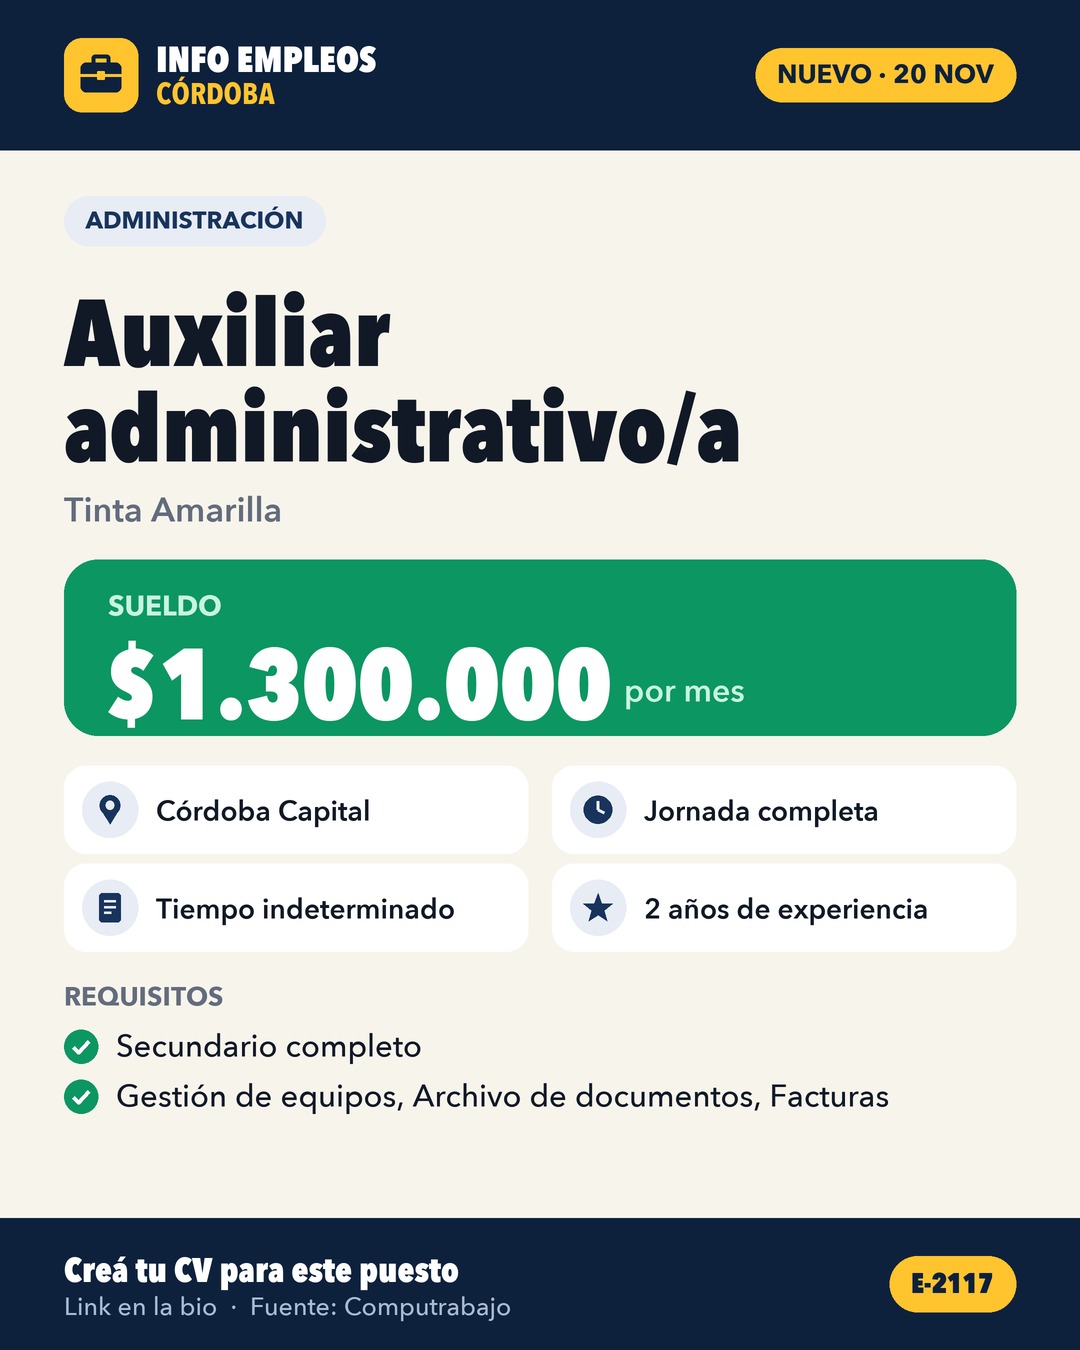 INFO EMPLEOS
CÓRDOBA
NUEVO · 20 NOV
ADMINISTRACIÓN
Auxiliar
administrativo/a
Tinta Amarilla
SUELDO
$1.300.000 por mes
Córdoba Capital
Jornada completa
Tiempo indeterminado
2 años de experiencia
REQUISITOS
Secundario completo
Gestión de equipos, Archivo de documentos, Facturas
Creá tu CV para este puesto
Link en la bio · Fuente: Computrabajo
E-2117